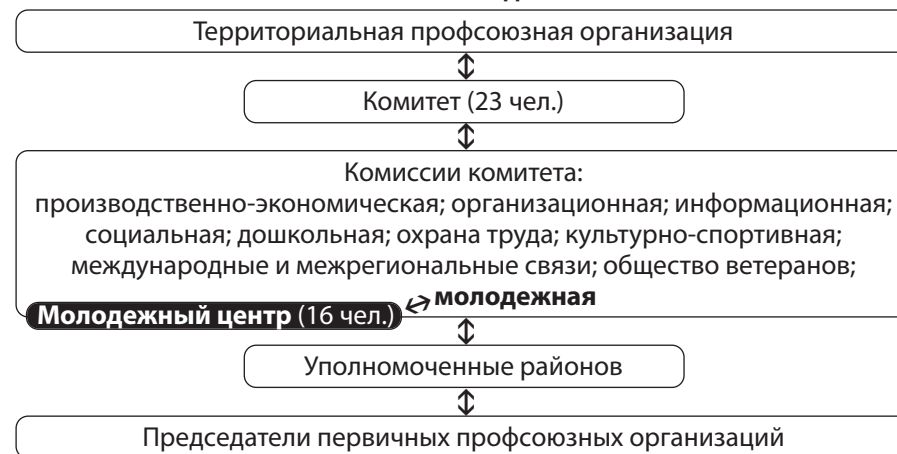 Территориальная профсоюзная организация
Комитет (23 чел.)
Комиссии комитета:
производственно-экономическая; организационная; информационная;
социальная; дошкольная; охрана труда; культурно-спортивная;
международные и межрегиональные связи; общество ветеранов;
молодежная
Молодежный центр (16 чел.)
Уполномоченные районов
Председатели первичных профсоюзных организаций